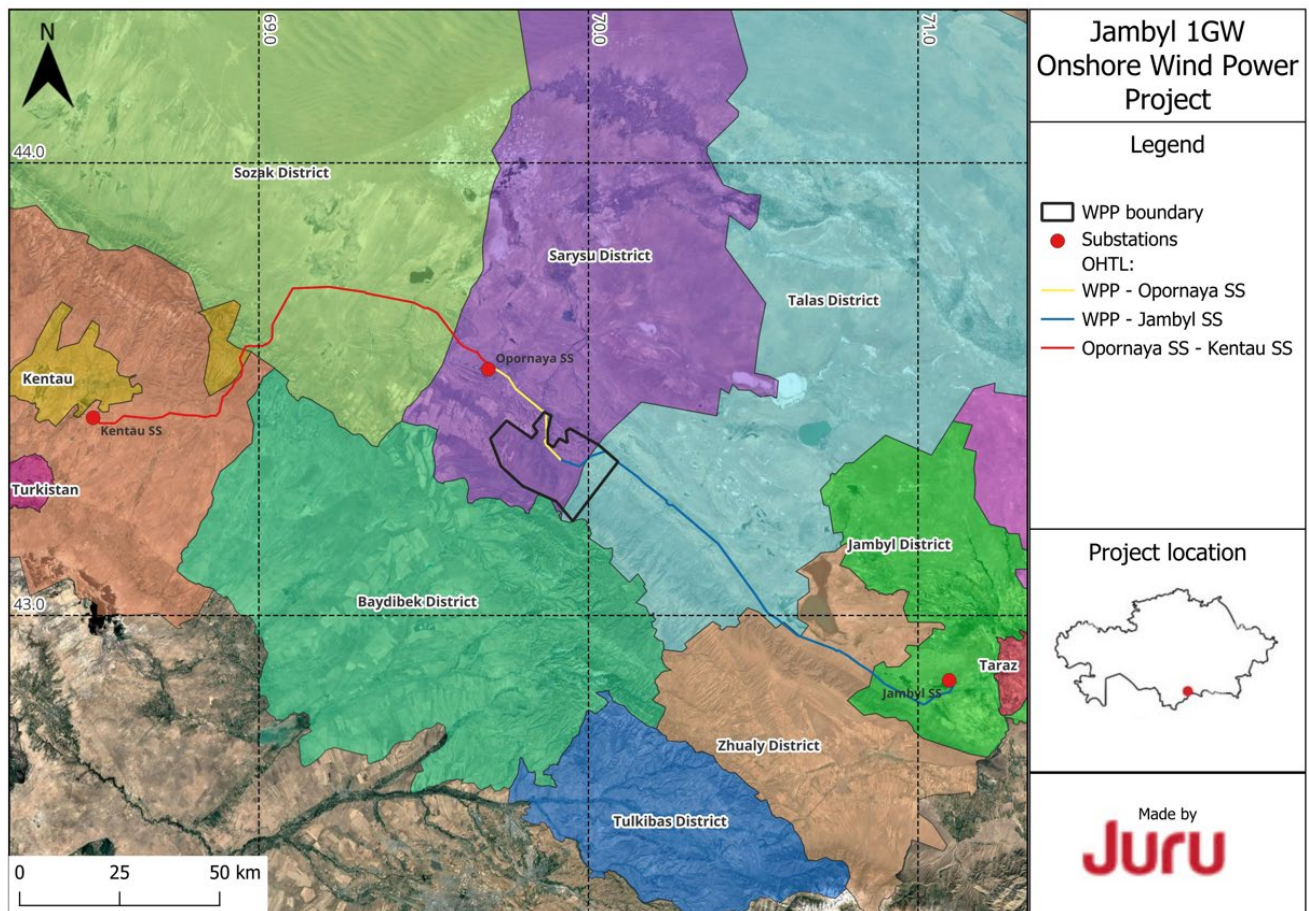 Jambyl 1GW
Onshore Wind Power
Project
Legend
WPP boundary
Substations
OHTL:
WPP - Opornaya SS
WPP - Jambyl SS
Opornaya SS - Kentau SS
Project location
Made by
Juru
N
69.0
70.0
71.0
44.0
Sozak District
Sarysu District
Talas District
Opornaya SS
Kentau
Kentau SS
Turkistan
Jambyl District
43.0
Baydibek District
Taraz
Jambyl SS
Zhualy District
Tulkibas District
0 25 50 km